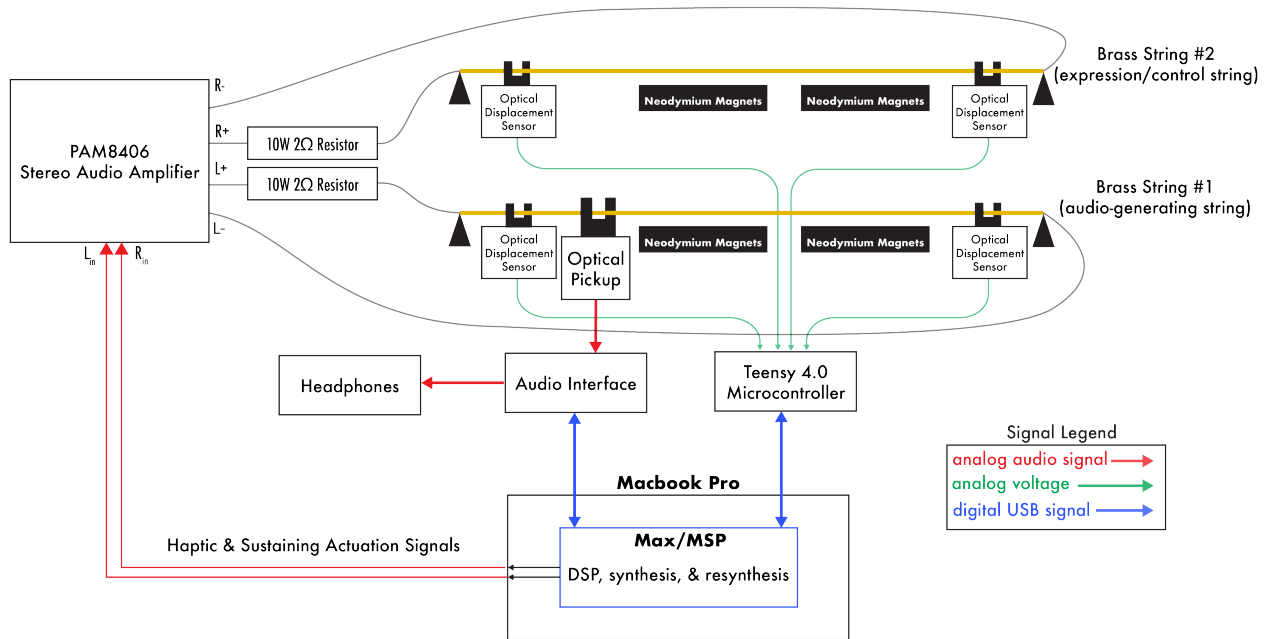 R-
R+
L+
L-
PAM8406
Stereo Audio Amplifier
10W 2Ω Resistor
10W 2Ω Resistor
Lin
Rin
Brass String #2
(expression/control string)
Optical
Displacement
Sensor
Neodymium Magnets
Neodymium Magnets
Optical
Displacement
Sensor
Brass String #1
(audio-generating string)
Optical
Displacement
Sensor
Optical
Pickup
Neodymium Magnets
Neodymium Magnets
Optical
Displacement
Sensor
Headphones
Audio Interface
Teensy 4.0
Microcontroller
Signal Legend
analog audio signal
analog voltage
digital USB signal
Macbook Pro
Max/MSP
DSP, synthesis, & resynthesis
Haptic & Sustaining Actuation Signals